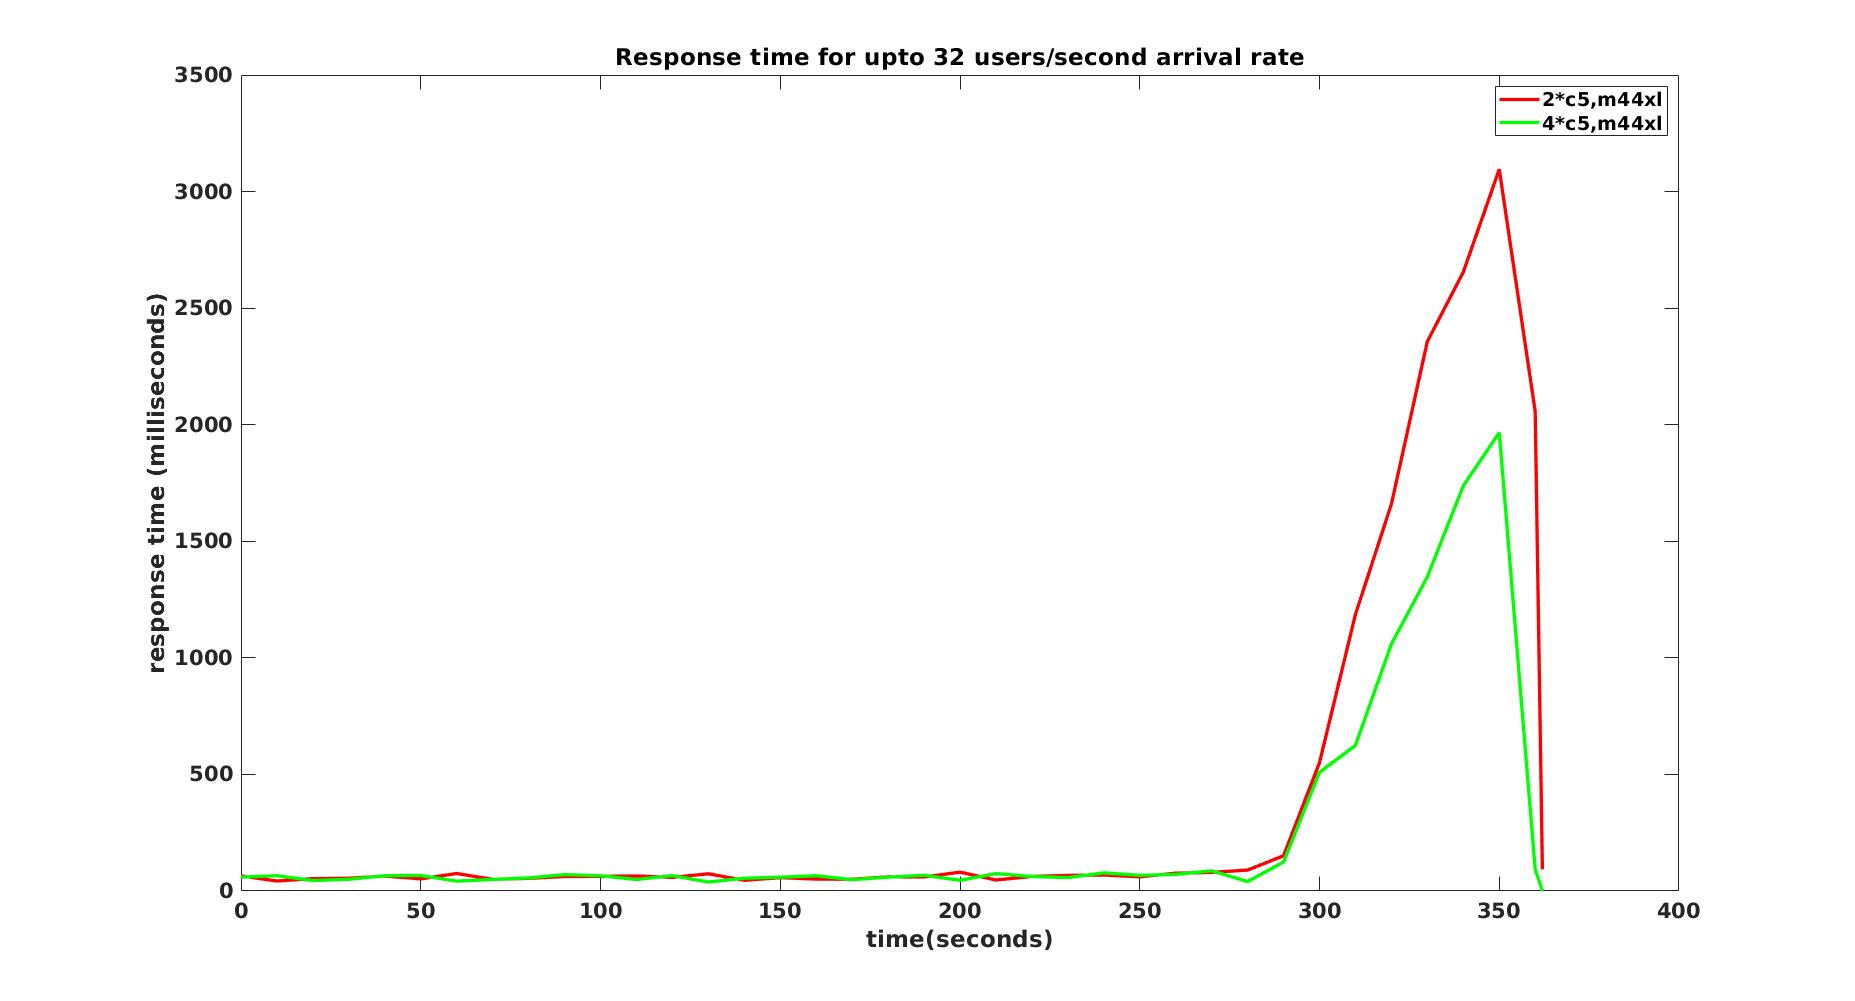 Response time for upto 32 users/second arrival rate
3500
3000
2500
2000
1500
1000
500
0
response time (milliseconds)
2*c5,m44xl
4*c5,m44xl
0 50 100 150 200 250 300 350 400
time(seconds)